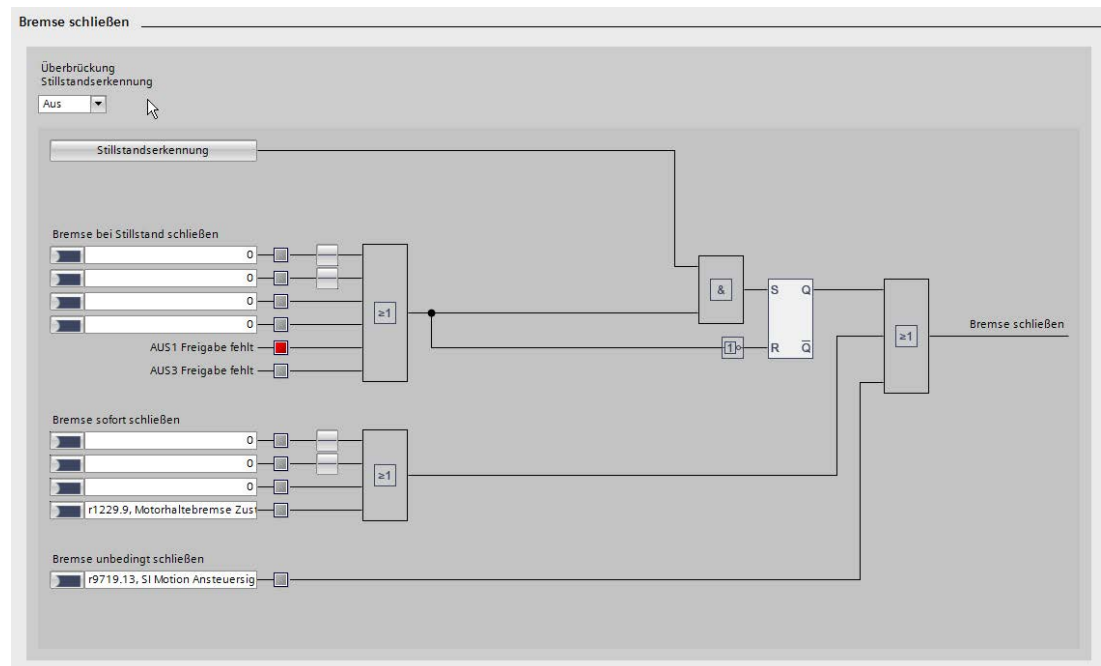 Bremse schließen
Überbrückung
Stillstandserkennung
Aus
Stillstandserkennung
Bremse bei Stillstand schließen
0
0
0
0
AUS1 Freigabe fehlt
AUS3 Freigabe fehlt
≥1
&
1
S Q
R Q̅
≥1
Bremse schließen
Bremse sofort schließen
0
0
0
r1229.9, Motorhaltebremse Zust
≥1
Bremse unbedingt schließen
r9719.13, SI Motion Ansteuersig